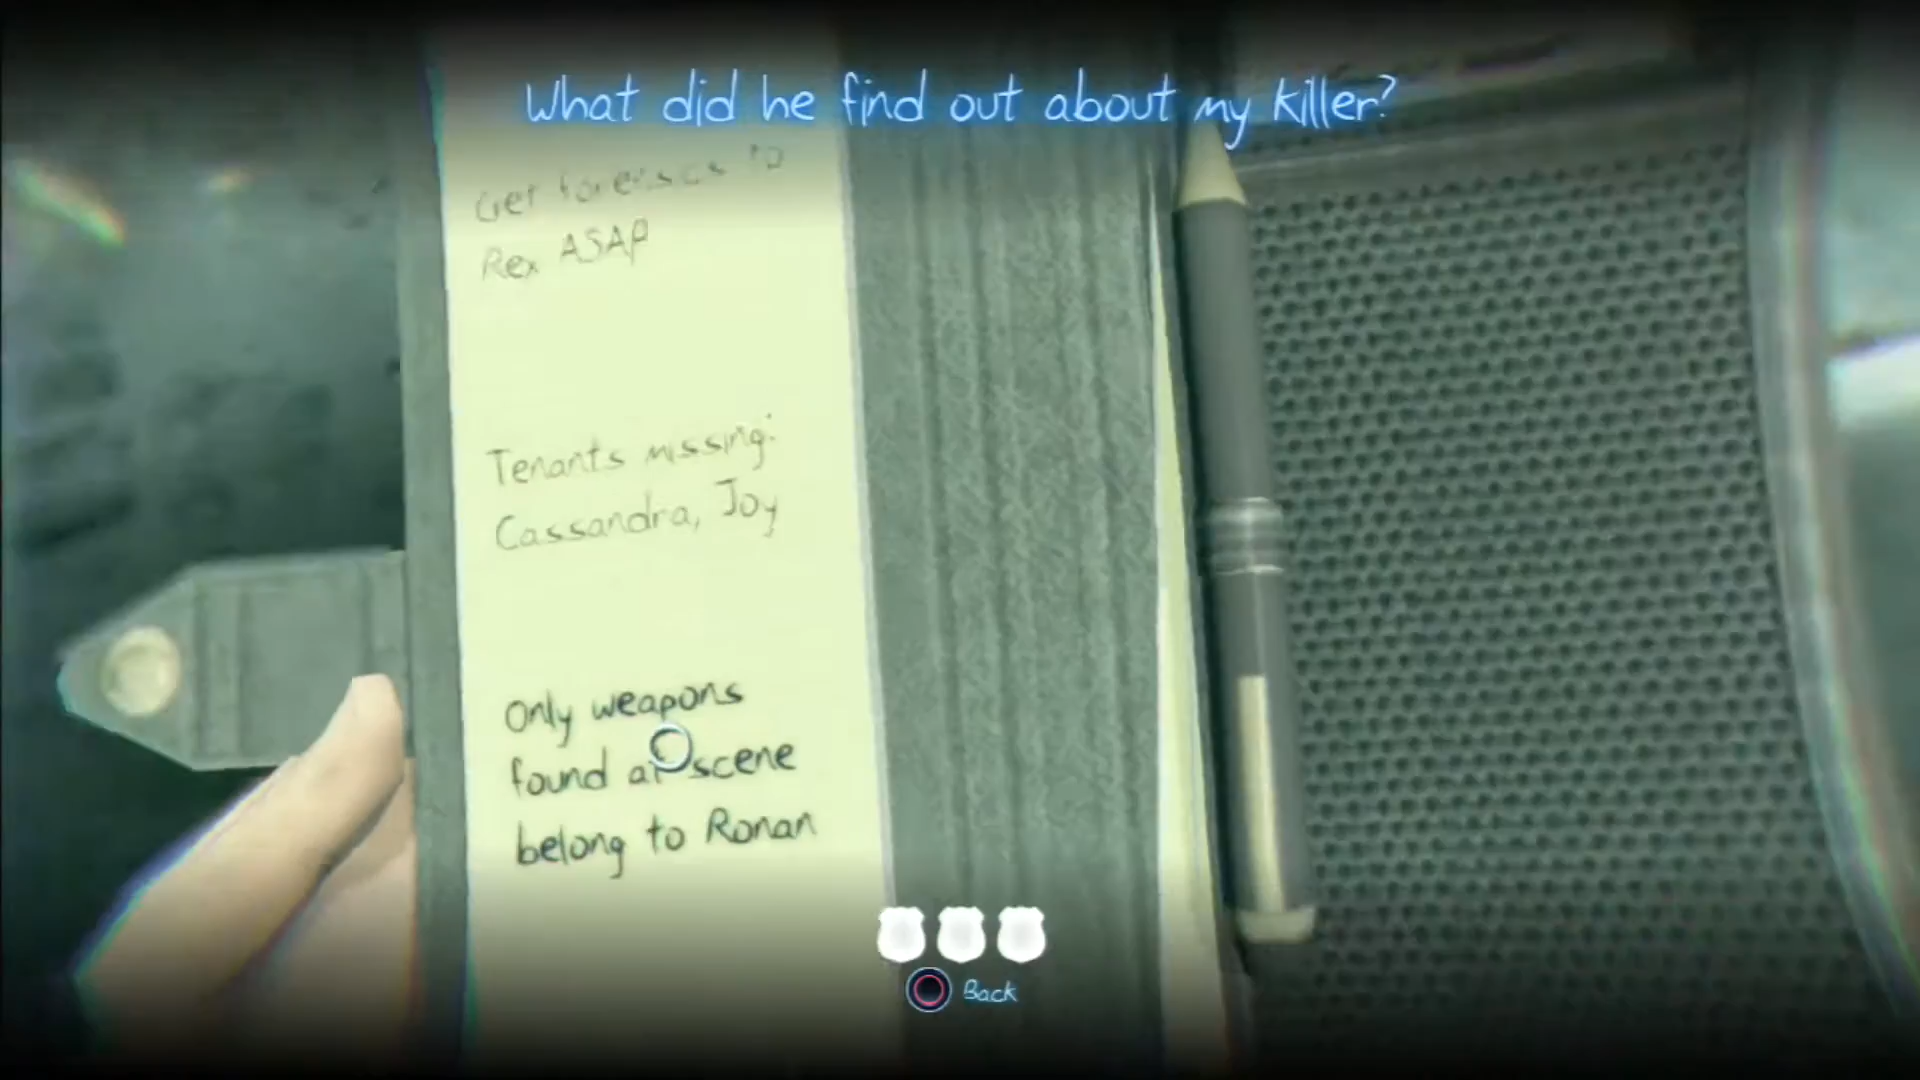 What did he find out about my killer?
Get forensics to
Rex ASAP
Tenants missing:
Cassandra, Joy
Only weapons
found at scene
belong to Ronan
Back